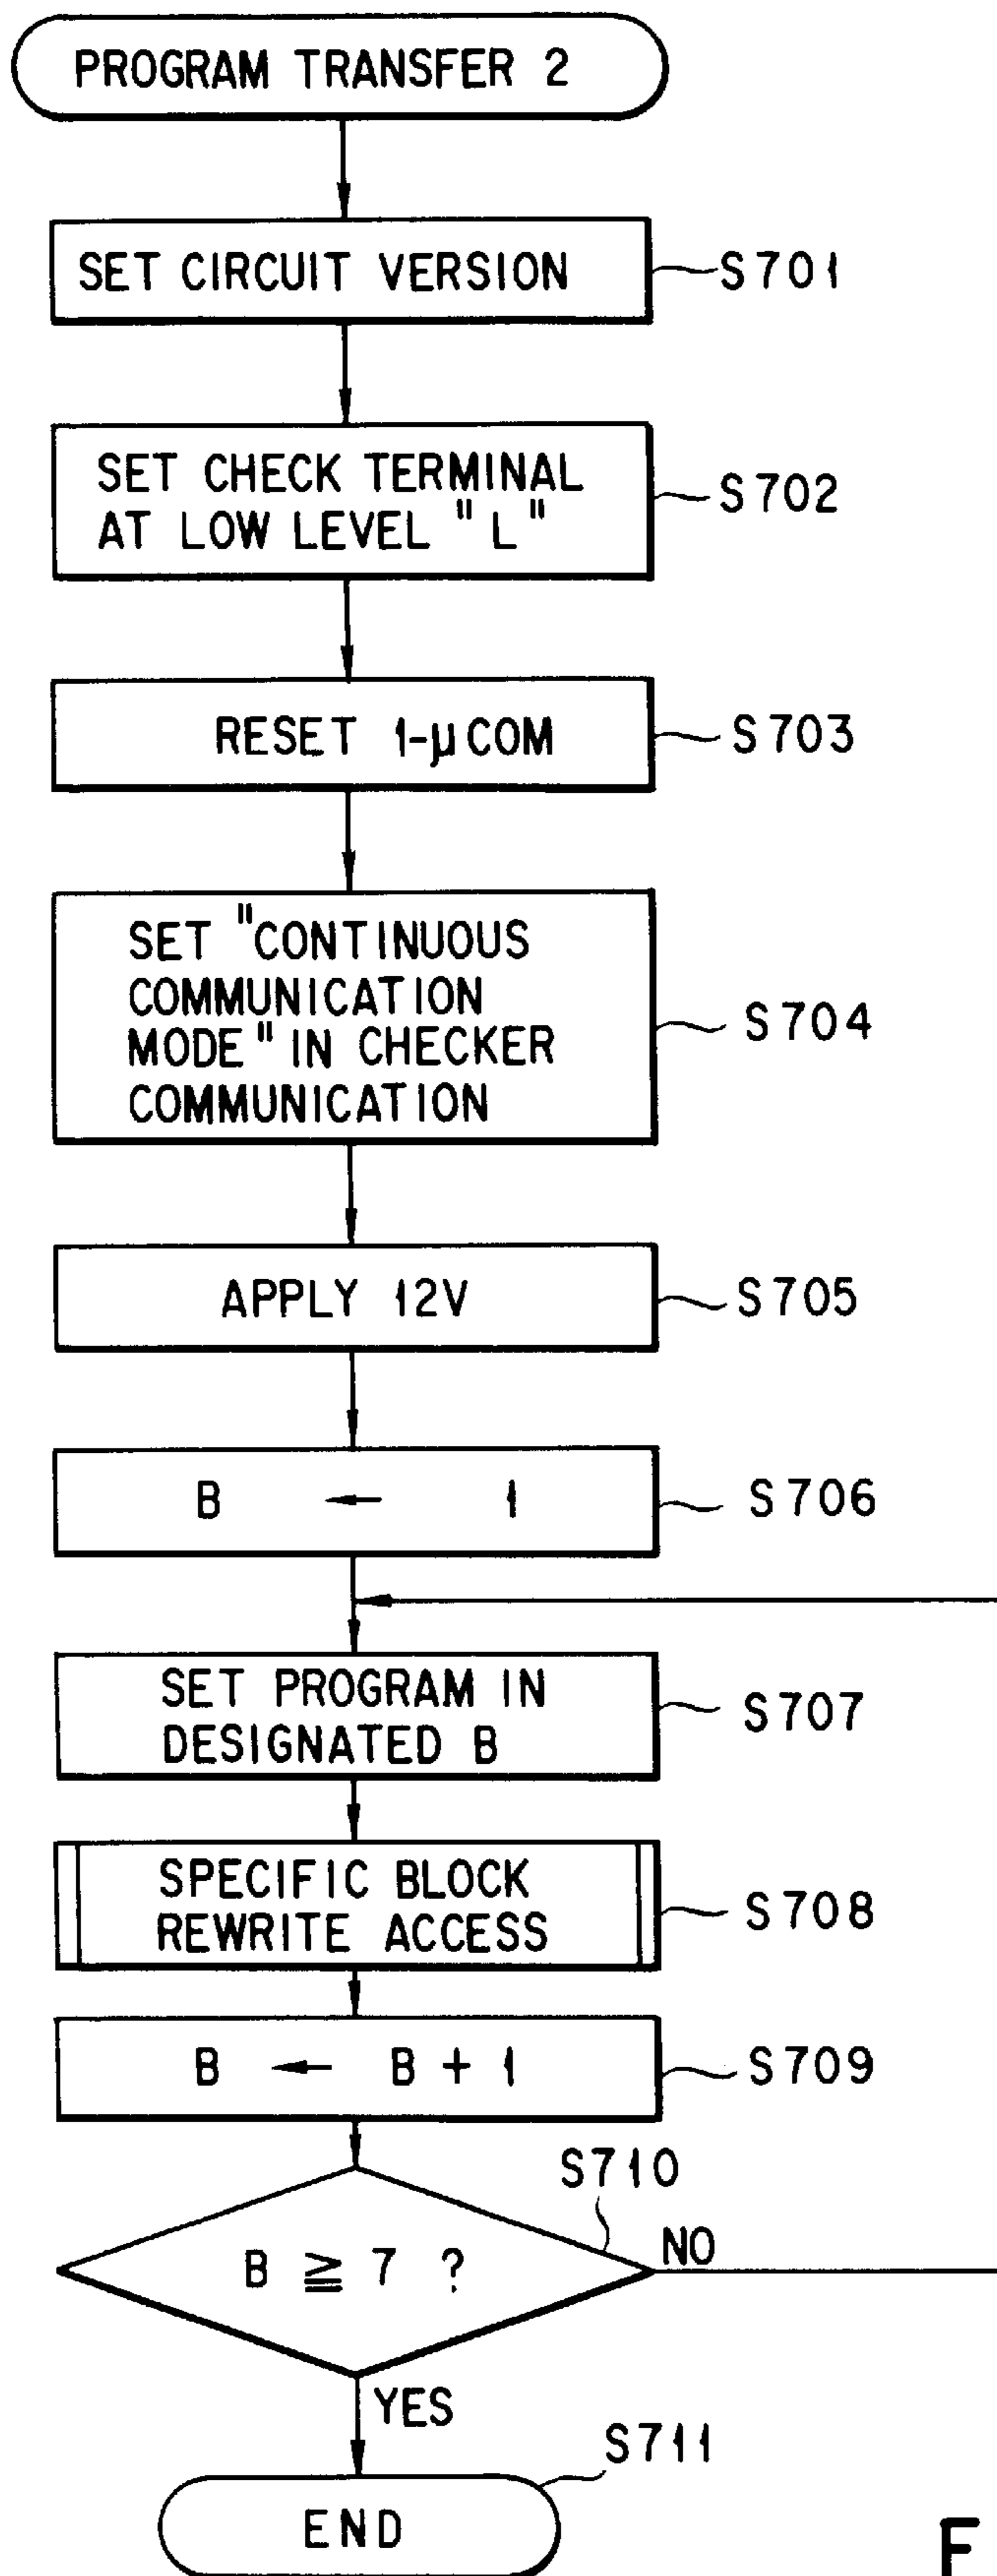 PROGRAM TRANSFER 2
SET CIRCUIT VERSION
S701
SET CHECK TERMINAL
AT LOW LEVEL "L"
S702
RESET 1-μCOM
S703
SET "CONTINUOUS
COMMUNICATION
MODE" IN CHECKER
COMMUNICATION
S704
APPLY 12V
S705
B ← 1
S706
SET PROGRAM IN
DESIGNATED B
S707
SPECIFIC BLOCK
REWRITE ACCESS
S708
B ← B + 1
S709
S710
B ≧ 7 ?
NO
YES
S711
END
F